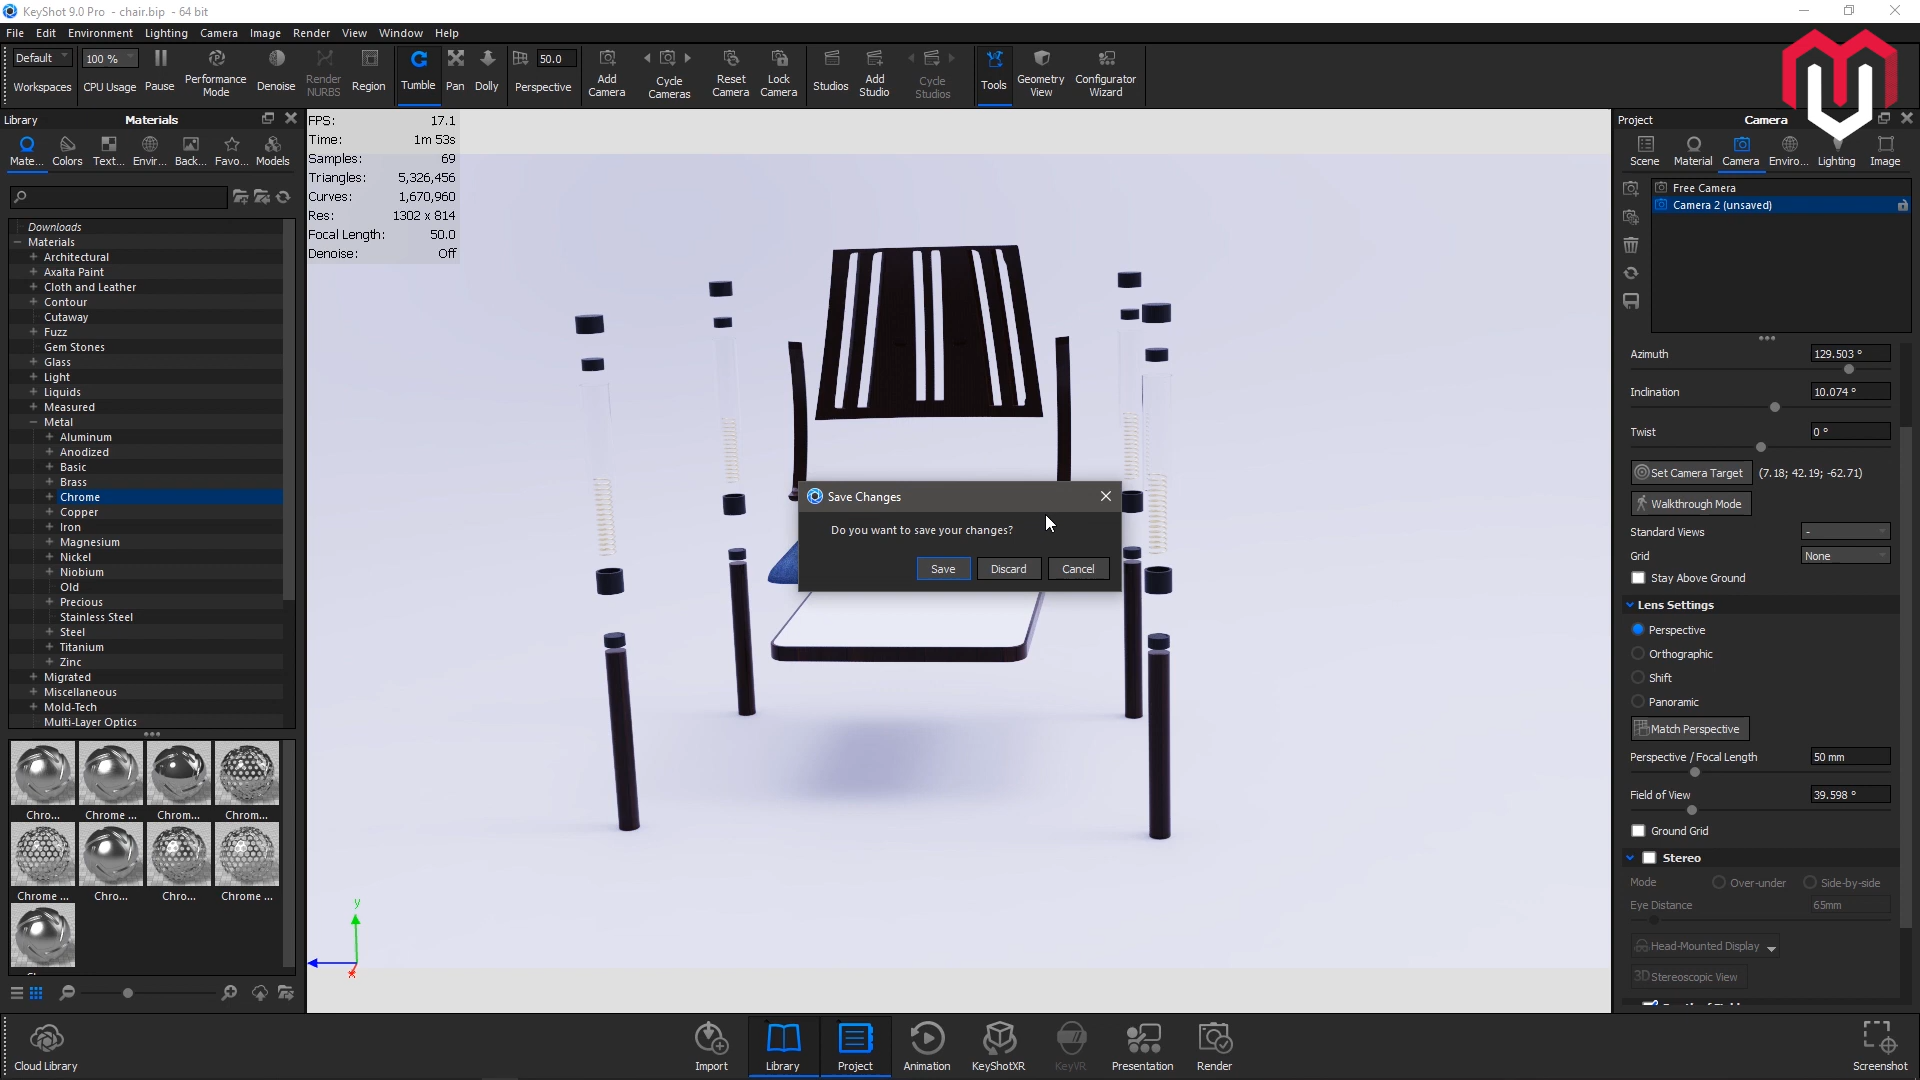 KeyShot 9.0 Pro - chair.bip - 64 bit
File Edit Environment Lighting Camera Image Render View Window Help
Default 100 % 50.0
Workspaces CPU Usage Pause Performance Mode Denoise Render NURBS Region Tumble Pan Dolly Perspective Add Camera Cycle Cameras Reset Camera Lock Camera Studios Add Studio Cycle Studios Tools Geometry View Configurator Wizard
Library Materials
Mate... Colors Text... Envir... Back... Favo... Models
Downloads
Materials
Architectural
Axalta Paint
Cloth and Leather
Contour
Cutaway
Fuzz
Gem Stones
Glass
Light
Liquids
Measured
Metal
Aluminum
Anodized
Basic
Brass
Chrome
Copper
Iron
Magnesium
Nickel
Niobium
Old
Precious
Stainless Steel
Steel
Titanium
Zinc
Migrated
Miscellaneous
Mold-Tech
Multi-Layer Optics
Chro... Chrome ... Chrom... Chrom...
Chrome ... Chro... Chro... Chrome ...
FPS: 17.1
Time: 1m 53s
Samples: 69
Triangles: 5,326,456
Curves: 1,670,960
Res: 1302 x 814
Focal Length: 50.0
Denoise: Off
Save Changes
Do you want to save your changes?
Save Discard Cancel
y
Project Camera
Scene Material Camera Enviro... Lighting Image
Free Camera
Camera 2 (unsaved)
Azimuth 129.503 °
Inclination 10.074 °
Twist 0 °
Set Camera Target (7.18; 42.19; -62.71)
Walkthrough Mode
Standard Views -
Grid None
Stay Above Ground
Lens Settings
Perspective
Orthographic
Shift
Panoramic
Match Perspective
Perspective / Focal Length 50 mm
Field of View 39.598 °
Ground Grid
Stereo
Mode Over-under Side-by-side
Eye Distance 65mm
Head-Mounted Display
3D Stereoscopic View
Cloud Library Import Library Project Animation KeyShotXR KeyVR Presentation Render Screenshot